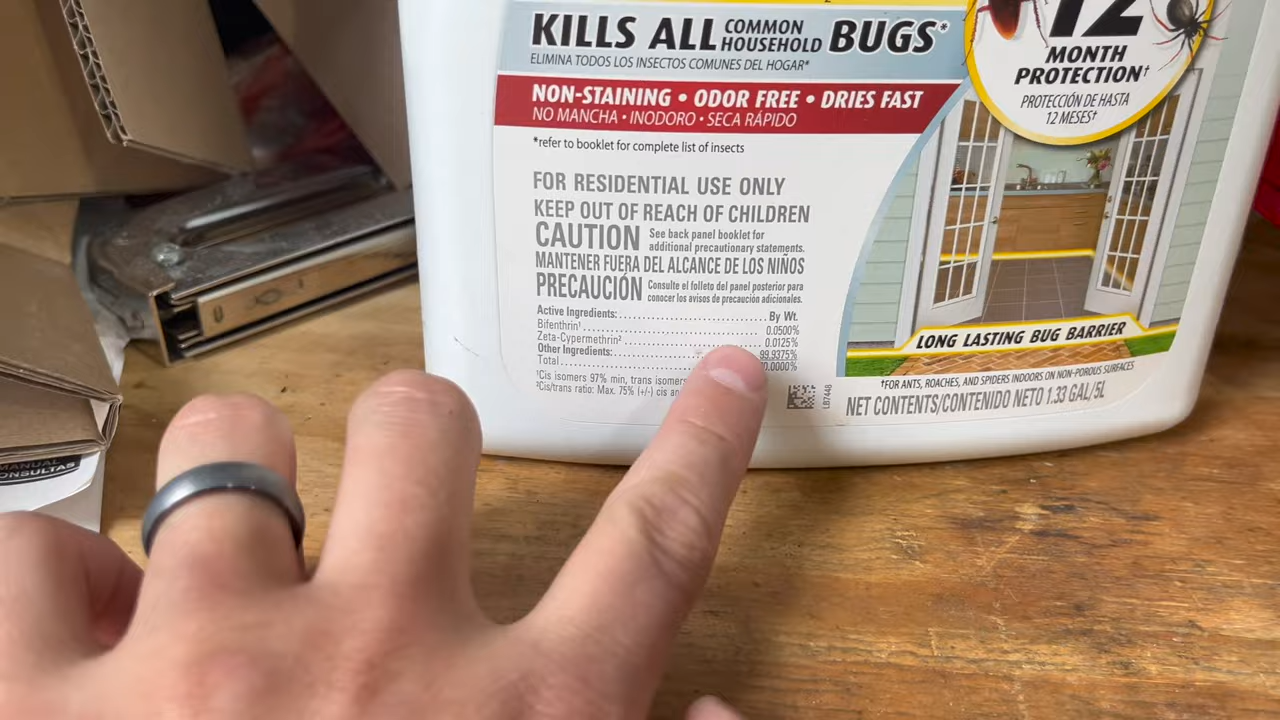 KILLS ALL COMMON HOUSEHOLD BUGS*
ELIMINA TODOS LOS INSECTOS COMUNES DEL HOGAR*
NON-STAINING • ODOR FREE • DRIES FAST
NO MANCHA • INODORO • SECA RÁPIDO
*refer to booklet for complete list of insects
FOR RESIDENTIAL USE ONLY
KEEP OUT OF REACH OF CHILDREN
CAUTION See back panel booklet for
additional precautionary statements.
MANTENER FUERA DEL ALCANCE DE LOS NIÑOS
PRECAUCIÓN Consulte el folleto del panel posterior para
conocer los avisos de precaución adicionales.
Active Ingredients: By Wt.
Bifenthrin¹ 0.0500%
Zeta-Cypermethrin² 0.0125%
Other Ingredients: 99.9375%
Total 0.0000%
¹Cis isomers 97% min, trans isomers
²Cis/trans ratio: Max. 75% (+/-) cis
LB7448
12
MONTH
PROTECTION†
PROTECCIÓN DE HASTA
12 MESES†
LONG LASTING BUG BARRIER
†FOR ANTS, ROACHES, AND SPIDERS INDOORS ON NON-POROUS SURFACES
NET CONTENTS/CONTENIDO NETO 1.33 GAL/5L
MANUAL
ONSULTAS